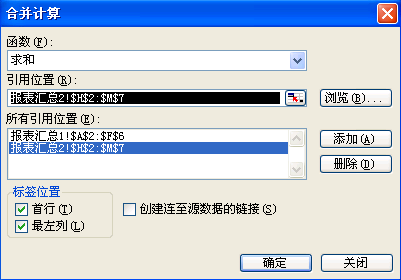 合并计算
函数(F):
求和
引用位置(R):
报表汇总2!$H$2:$M$7
浏览(B)...
所有引用位置(E):
报表汇总1!$A$2:$F$6
报表汇总2!$H$2:$M$7
添加(A)
删除(D)
标签位置
首行(T)
创建连至源数据的链接(S)
最左列(L)
确定
关闭